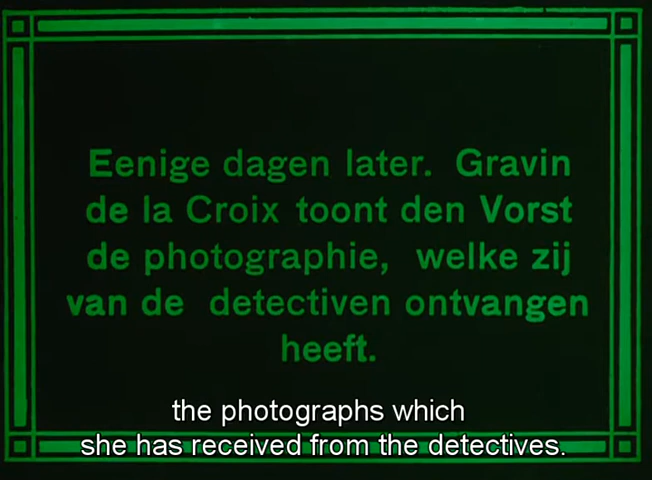 Eenige dagen later. Gravin
de la Croix toont den Vorst
de photographie, welke zij
van de detectiven ontvangen
heeft.
the photographs which
she has received from the detectives.